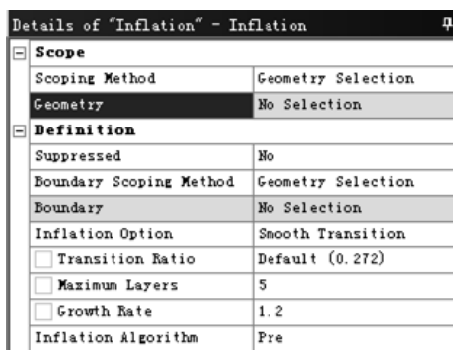 Details of "Inflation" - Inflation
Scope
Scoping Method Geometry Selection
Geometry No Selection
Definition
Suppressed No
Boundary Scoping Method Geometry Selection
Boundary No Selection
Inflation Option Smooth Transition
Transition Ratio Default (0.272)
Maximum Layers 5
Growth Rate 1.2
Inflation Algorithm Pre